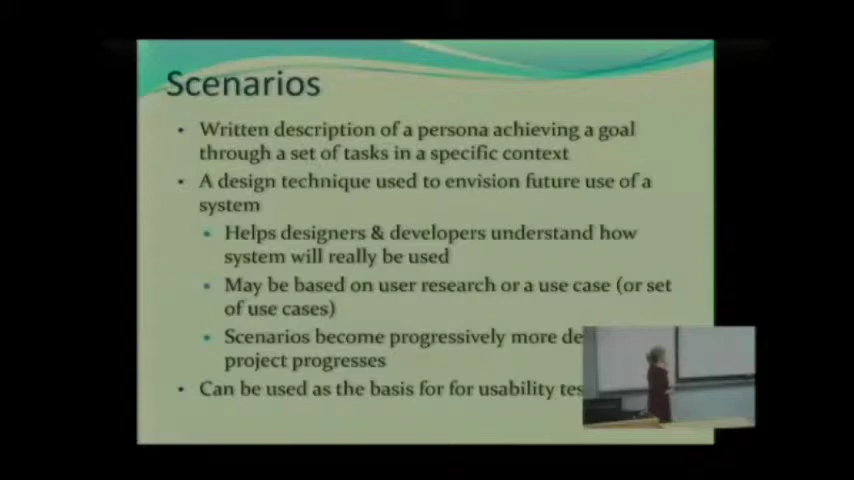 Scenarios
• Written description of a persona achieving a goal
through a set of tasks in a specific context
• A design technique used to envision future use of a
system
• Helps designers & developers understand how
system will really be used
• May be based on user research or a use case (or set
of use cases)
• Scenarios become progressively more de
project progresses
• Can be used as the basis for for usability tes